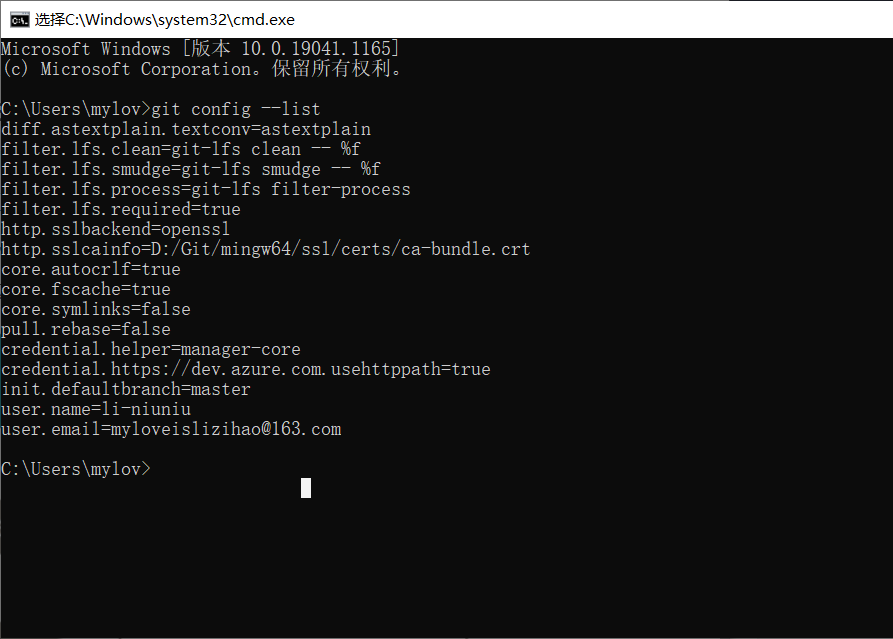 选择C:\Windows\system32\cmd.exe
Microsoft Windows [版本 10.0.19041.1165]
(c) Microsoft Corporation。保留所有权利。
C:\Users\mylov>git config --list
diff.astextplain.textconv=astextplain
filter.lfs.clean=git-lfs clean -- %f
filter.lfs.smudge=git-lfs smudge -- %f
filter.lfs.process=git-lfs filter-process
filter.lfs.required=true
http.sslbackend=openssl
http.sslcainfo=D:/Git/mingw64/ssl/certs/ca-bundle.crt
core.autocrlf=true
core.fscache=true
core.symlinks=false
pull.rebase=false
credential.helper=manager-core
credential.https://dev.azure.com.usehttppath=true
init.defaultbranch=master
user.name=li-niuniu
user.email=myloveislizihao@163.com
C:\Users\mylov>